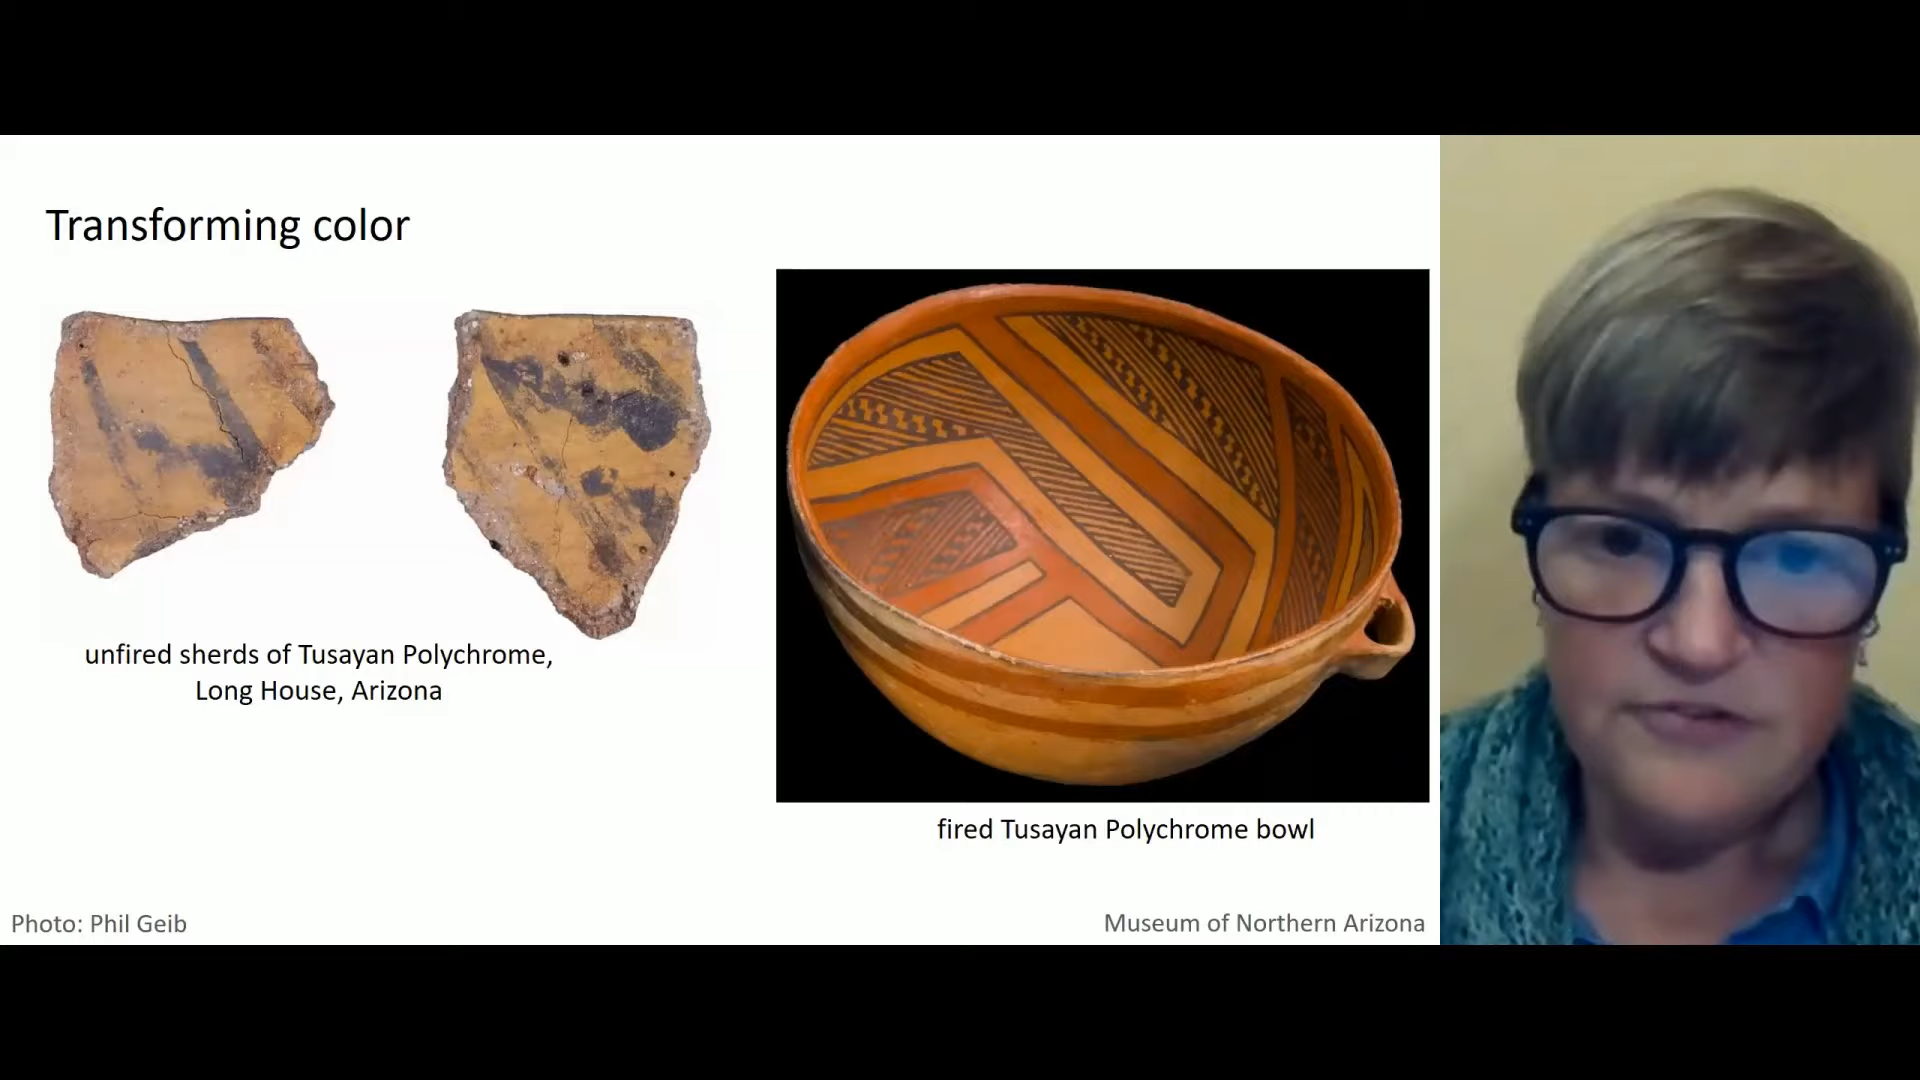 Transforming color
unfired sherds of Tusayan Polychrome,
Long House, Arizona
fired Tusayan Polychrome bowl
Photo: Phil Geib
Museum of Northern Arizona